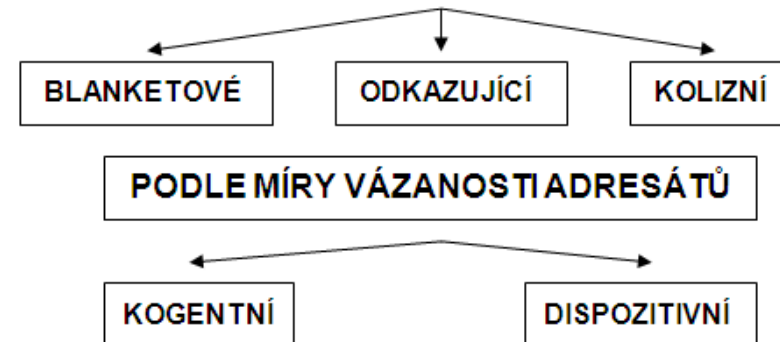 BLANKETOVÉ ODKAZUJÍCÍ KOLIZNÍ
PODLE MÍRY VÁZANOSTI ADRESÁTŮ
KOGENTNÍ DISPOZITIVNÍ